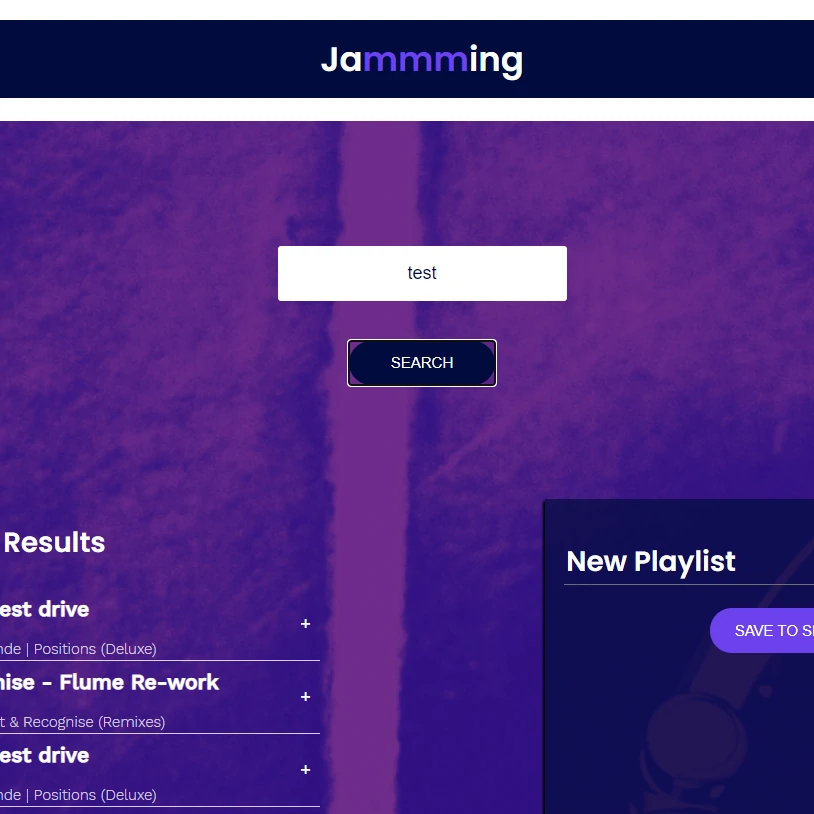 Jammming
test
SEARCH
Results
New Playlist
est drive
+
SAVE TO S
nde | Positions (Deluxe)
nise - Flume Re-work
+
t & Recognise (Remixes)
est drive
+
nde | Positions (Deluxe)